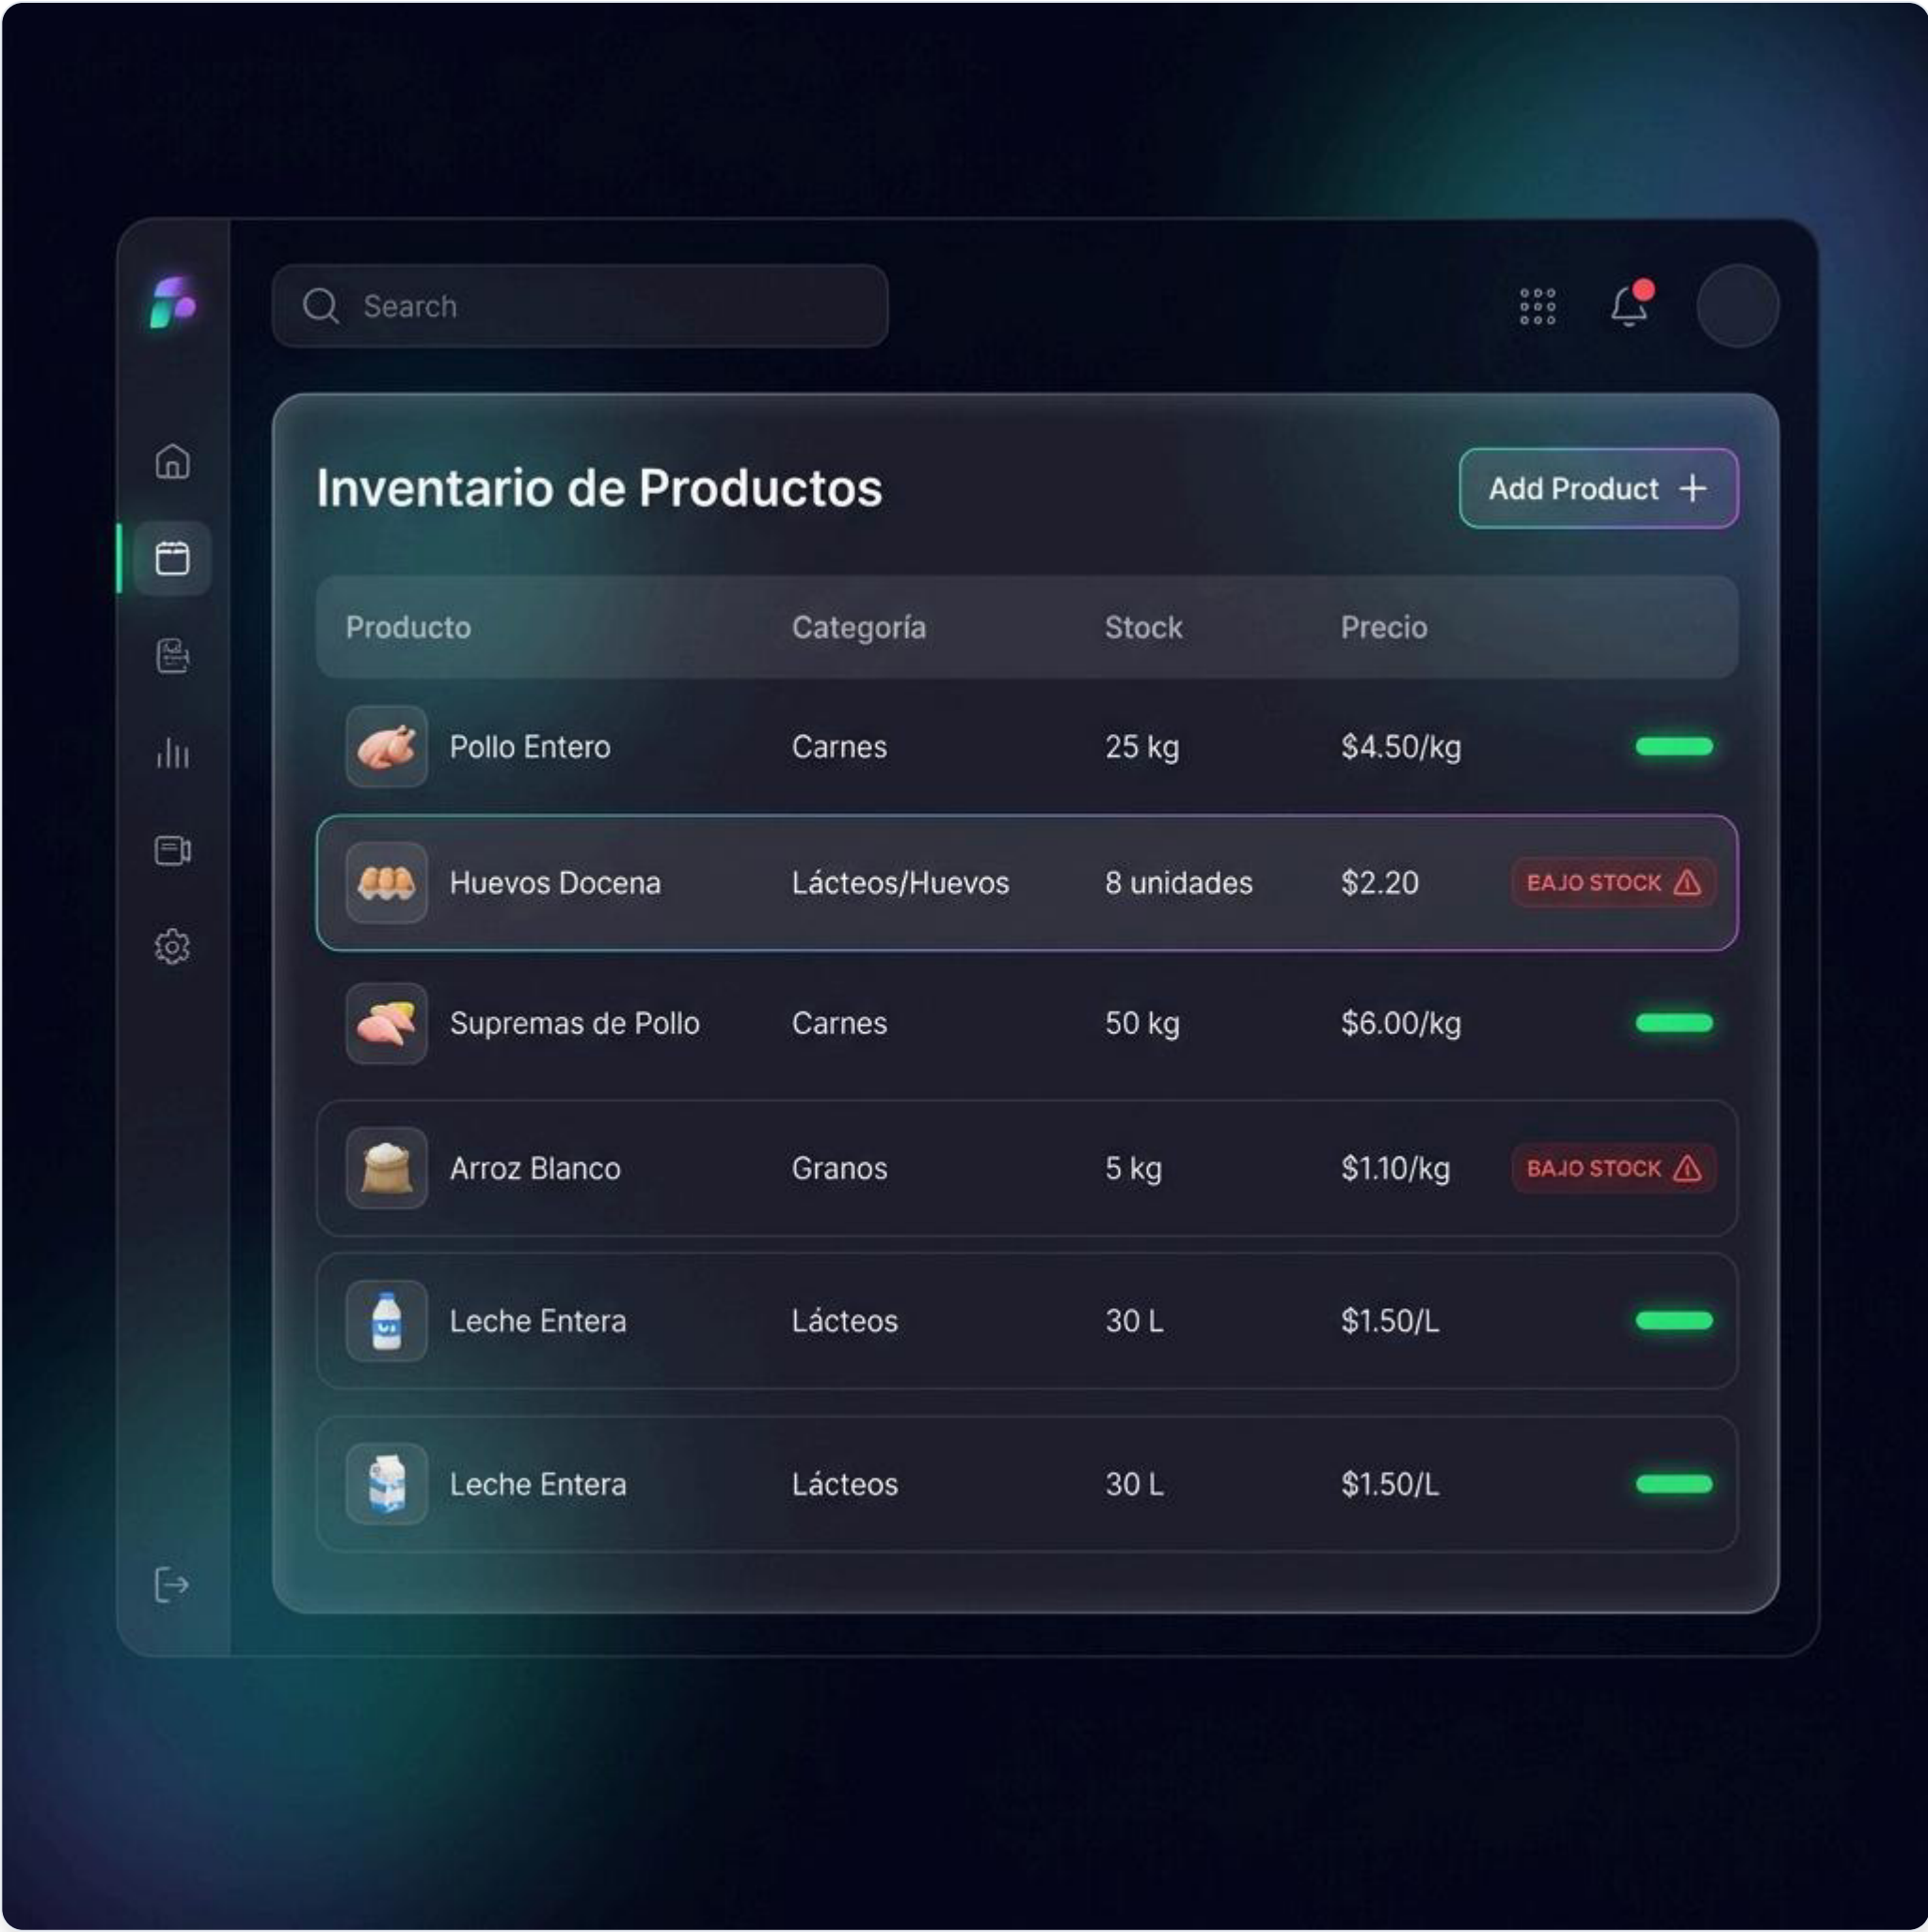 Search
Inventario de Productos
Add Product +
Producto Categoría Stock Precio
Pollo Entero Carnes 25 kg $4.50/kg
Huevos Docena Lácteos/Huevos 8 unidades $2.20 BAJO STOCK
Supremas de Pollo Carnes 50 kg $6.00/kg
Arroz Blanco Granos 5 kg $1.10/kg BAJO STOCK
Leche Entera Lácteos 30 L $1.50/L
Leche Entera Lácteos 30 L $1.50/L